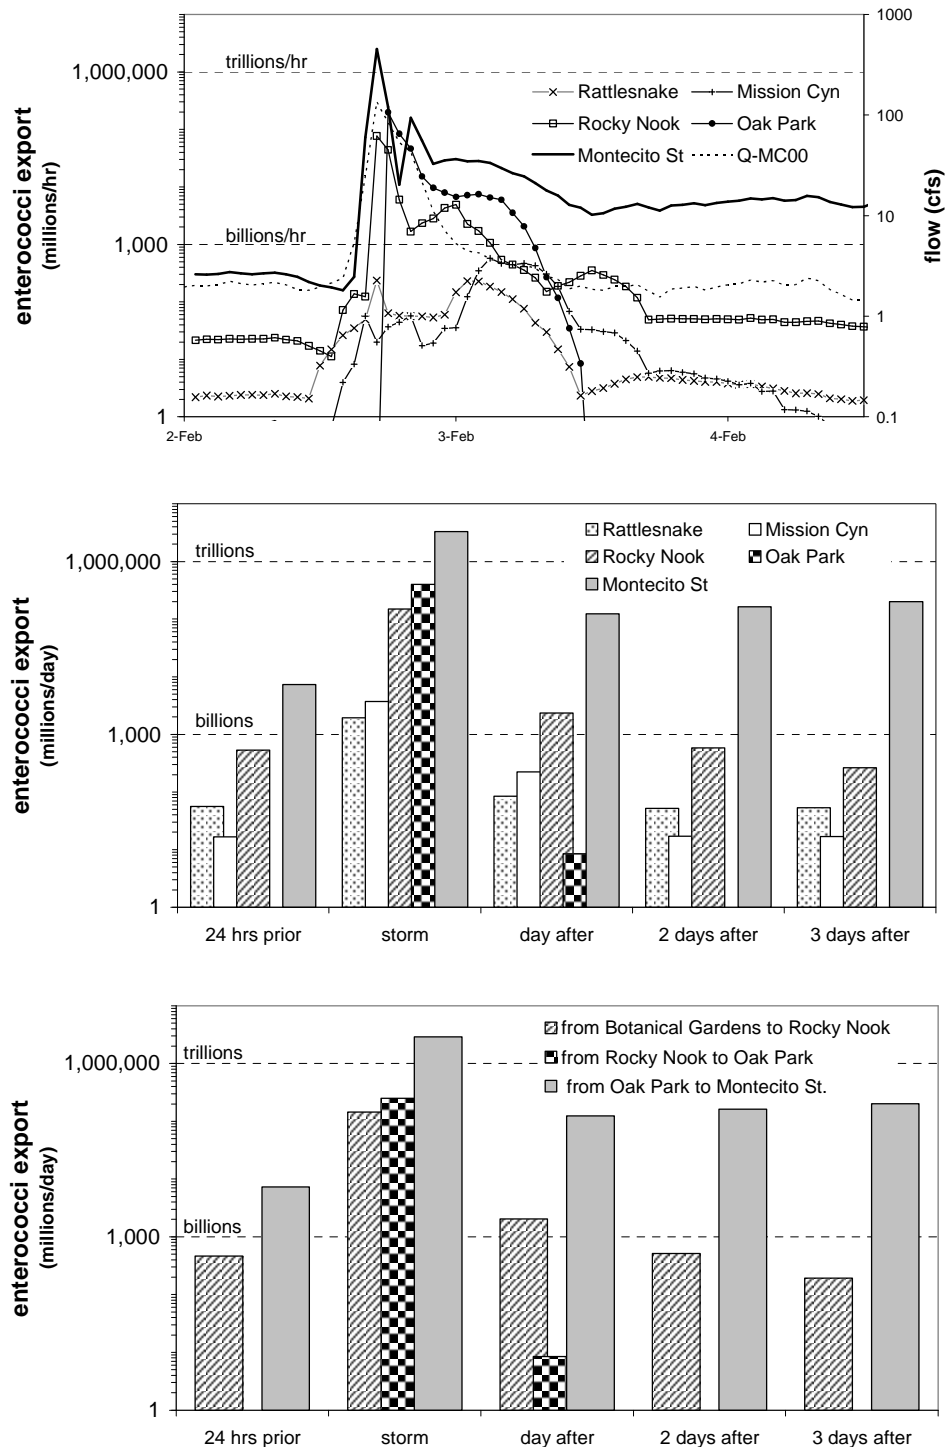 enterococci export
(millions/hr)
1,000,000
1,000
1
trillions/hr
billions/hr
Rattlesnake
Mission Cyn
Rocky Nook
Oak Park
Montecito St
Q-MC00
1000
100
10
1
0.1
flow (cfs)
2-Feb
3-Feb
4-Feb
enterococci export
(millions/day)
1,000,000
1,000
1
trillions
billions
Rattlesnake
Mission Cyn
Rocky Nook
Oak Park
Montecito St
24 hrs prior
storm
day after
2 days after
3 days after
enterococci export
(millions/day)
1,000,000
1,000
1
trillions
billions
from Botanical Gardens to Rocky Nook
from Rocky Nook to Oak Park
from Oak Park to Montecito St.
24 hrs prior
storm
day after
2 days after
3 days after